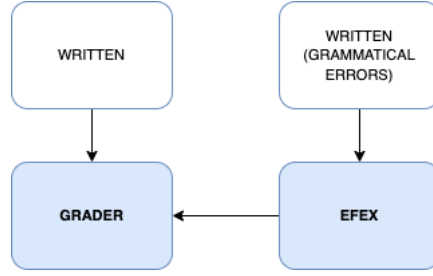 WRITTEN
WRITTEN
(GRAMMATICAL
ERRORS)
GRADER
EFEX